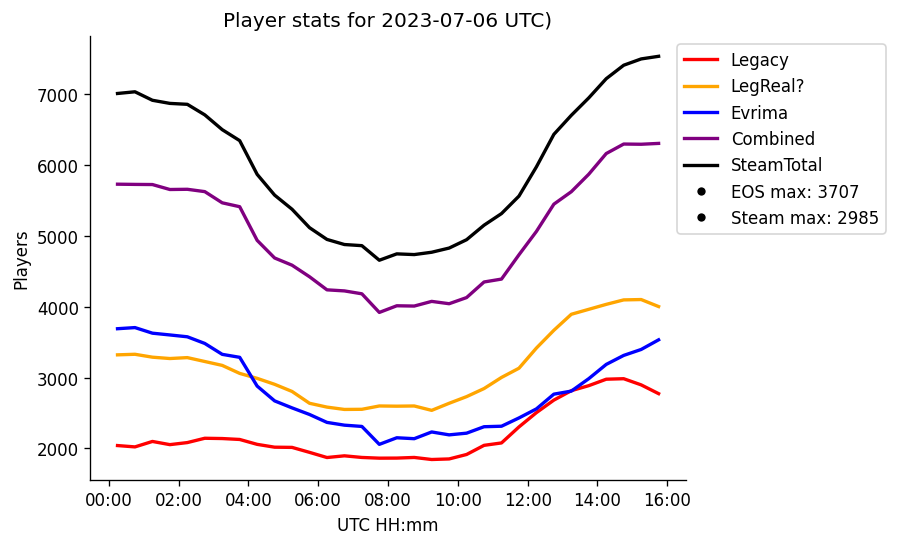 Player stats for 2023-07-06 UTC)
Legacy
LegReal?
Evrima
Combined
SteamTotal
EOS max: 3707
Steam max: 2985
Players
7000
6000
5000
4000
3000
2000
00:00 02:00 04:00 06:00 08:00 10:00 12:00 14:00 16:00
UTC HH:mm